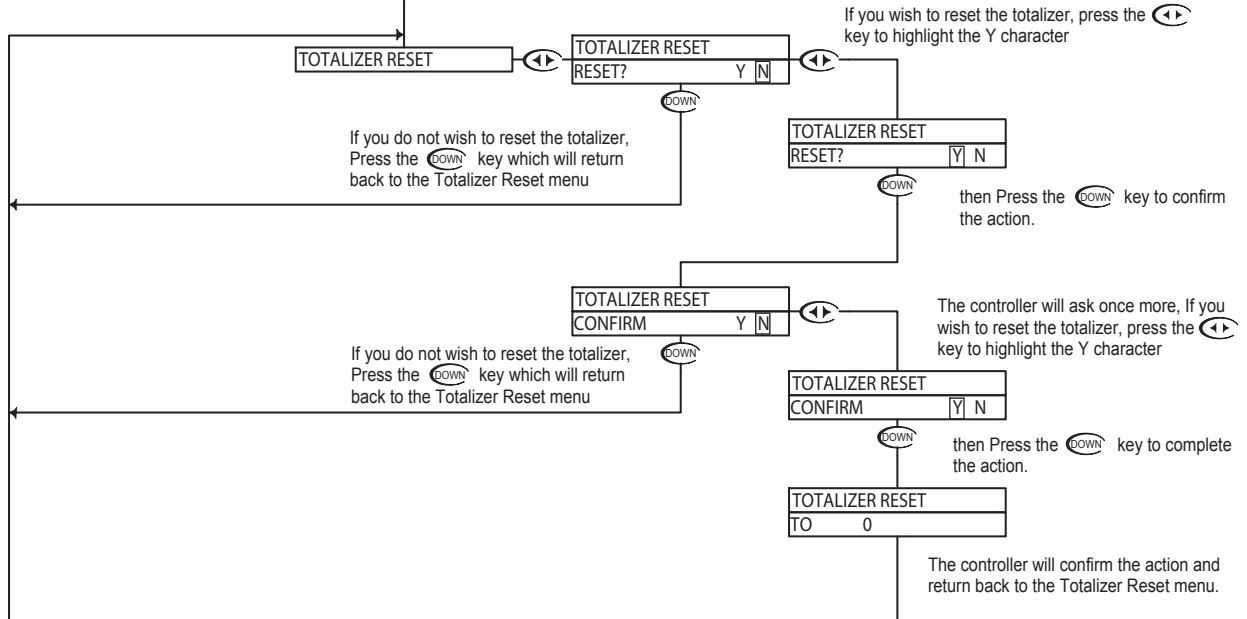 If you wish to reset the totalizer, press the
key to highlight the Y character
TOTALIZER RESET
TOTALIZER RESET
RESET? Y N
DOWN
If you do not wish to reset the totalizer,
Press the DOWN key which will return
back to the Totalizer Reset menu
TOTALIZER RESET
RESET? Y N
DOWN
then Press the DOWN key to confirm
the action.
TOTALIZER RESET
CONFIRM Y N
DOWN
The controller will ask once more, If you
wish to reset the totalizer, press the
key to highlight the Y character
If you do not wish to reset the totalizer,
Press the DOWN key which will return
back to the Totalizer Reset menu
TOTALIZER RESET
CONFIRM Y N
DOWN
then Press the DOWN key to complete
the action.
TOTALIZER RESET
TO 0
The controller will confirm the action and
return back to the Totalizer Reset menu.